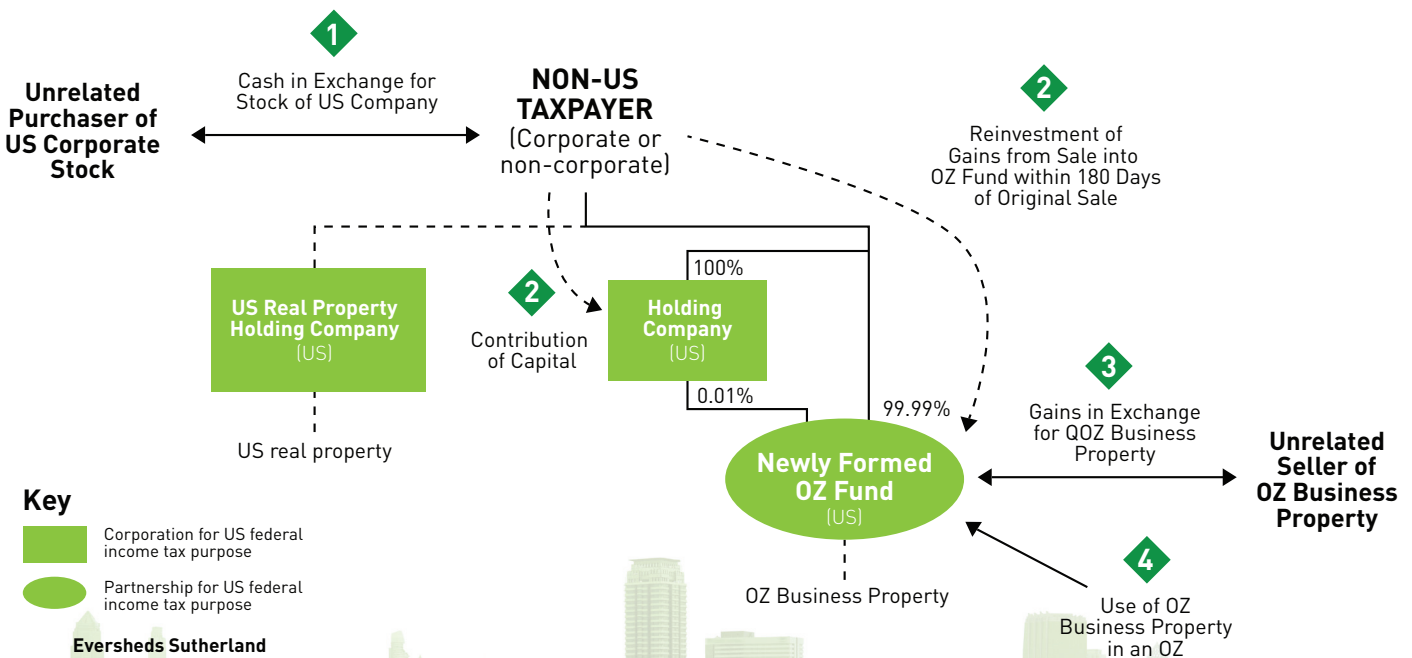 1
Cash in Exchange for
Stock of US Company
Unrelated
Purchaser of
US Corporate
Stock
NON-US
TAXPAYER
(Corporate or
non-corporate)
2
Reinvestment of
Gains from Sale into
OZ Fund within 180 Days
of Original Sale
US Real Property
Holding Company
(US)
US real property
2
Contribution
of Capital
100%
Holding
Company
(US)
0.01%
99.99%
Newly Formed
OZ Fund
(US)
OZ Business Property
3
Gains in Exchange
for QOZ Business
Property
Unrelated
Seller of
OZ Business
Property
4
Use of OZ
Business Property
in an OZ
Key
Corporation for US federal
income tax purpose
Partnership for US federal
income tax purpose
Eversheds Sutherland